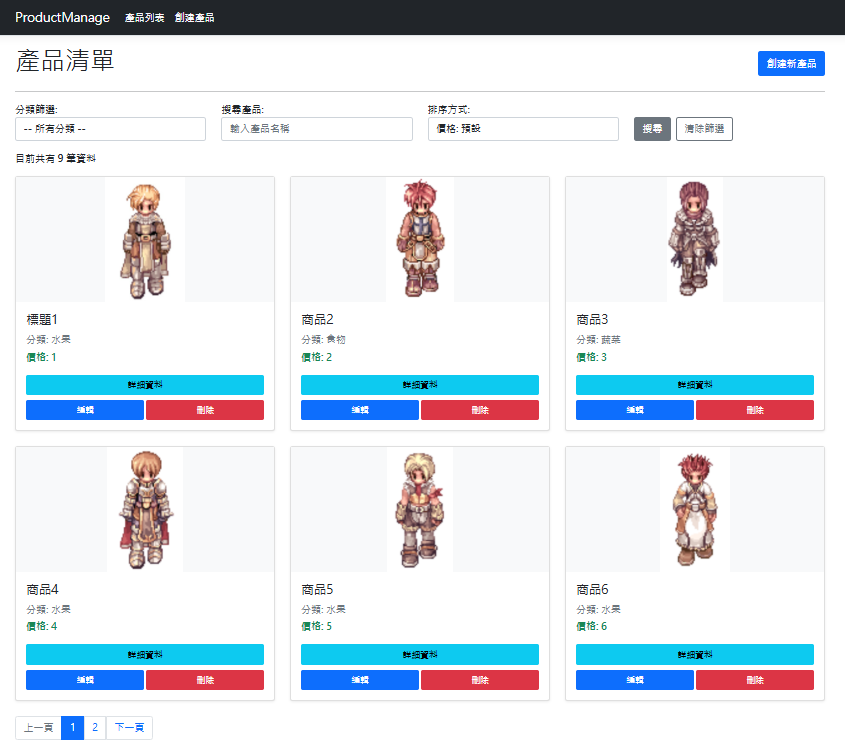 ProductManage 產品列表 創建產品
產品清單 創建新產品
分類篩選: 搜尋產品: 排序方式:
-- 所有分類 -- 輸入產品名稱 價格: 預設 搜尋 清除篩選
目前共有 9 筆資料
標題1 商品2 商品3
分類: 水果 分類: 食物 分類: 蔬菜
價格: 1 價格: 2 價格: 3
詳細資料 詳細資料 詳細資料
編輯 刪除 編輯 刪除 編輯 刪除
商品4 商品5 商品6
分類: 水果 分類: 水果 分類: 水果
價格: 4 價格: 5 價格: 6
詳細資料 詳細資料 詳細資料
編輯 刪除 編輯 刪除 編輯 刪除
上一頁 1 2 下一頁